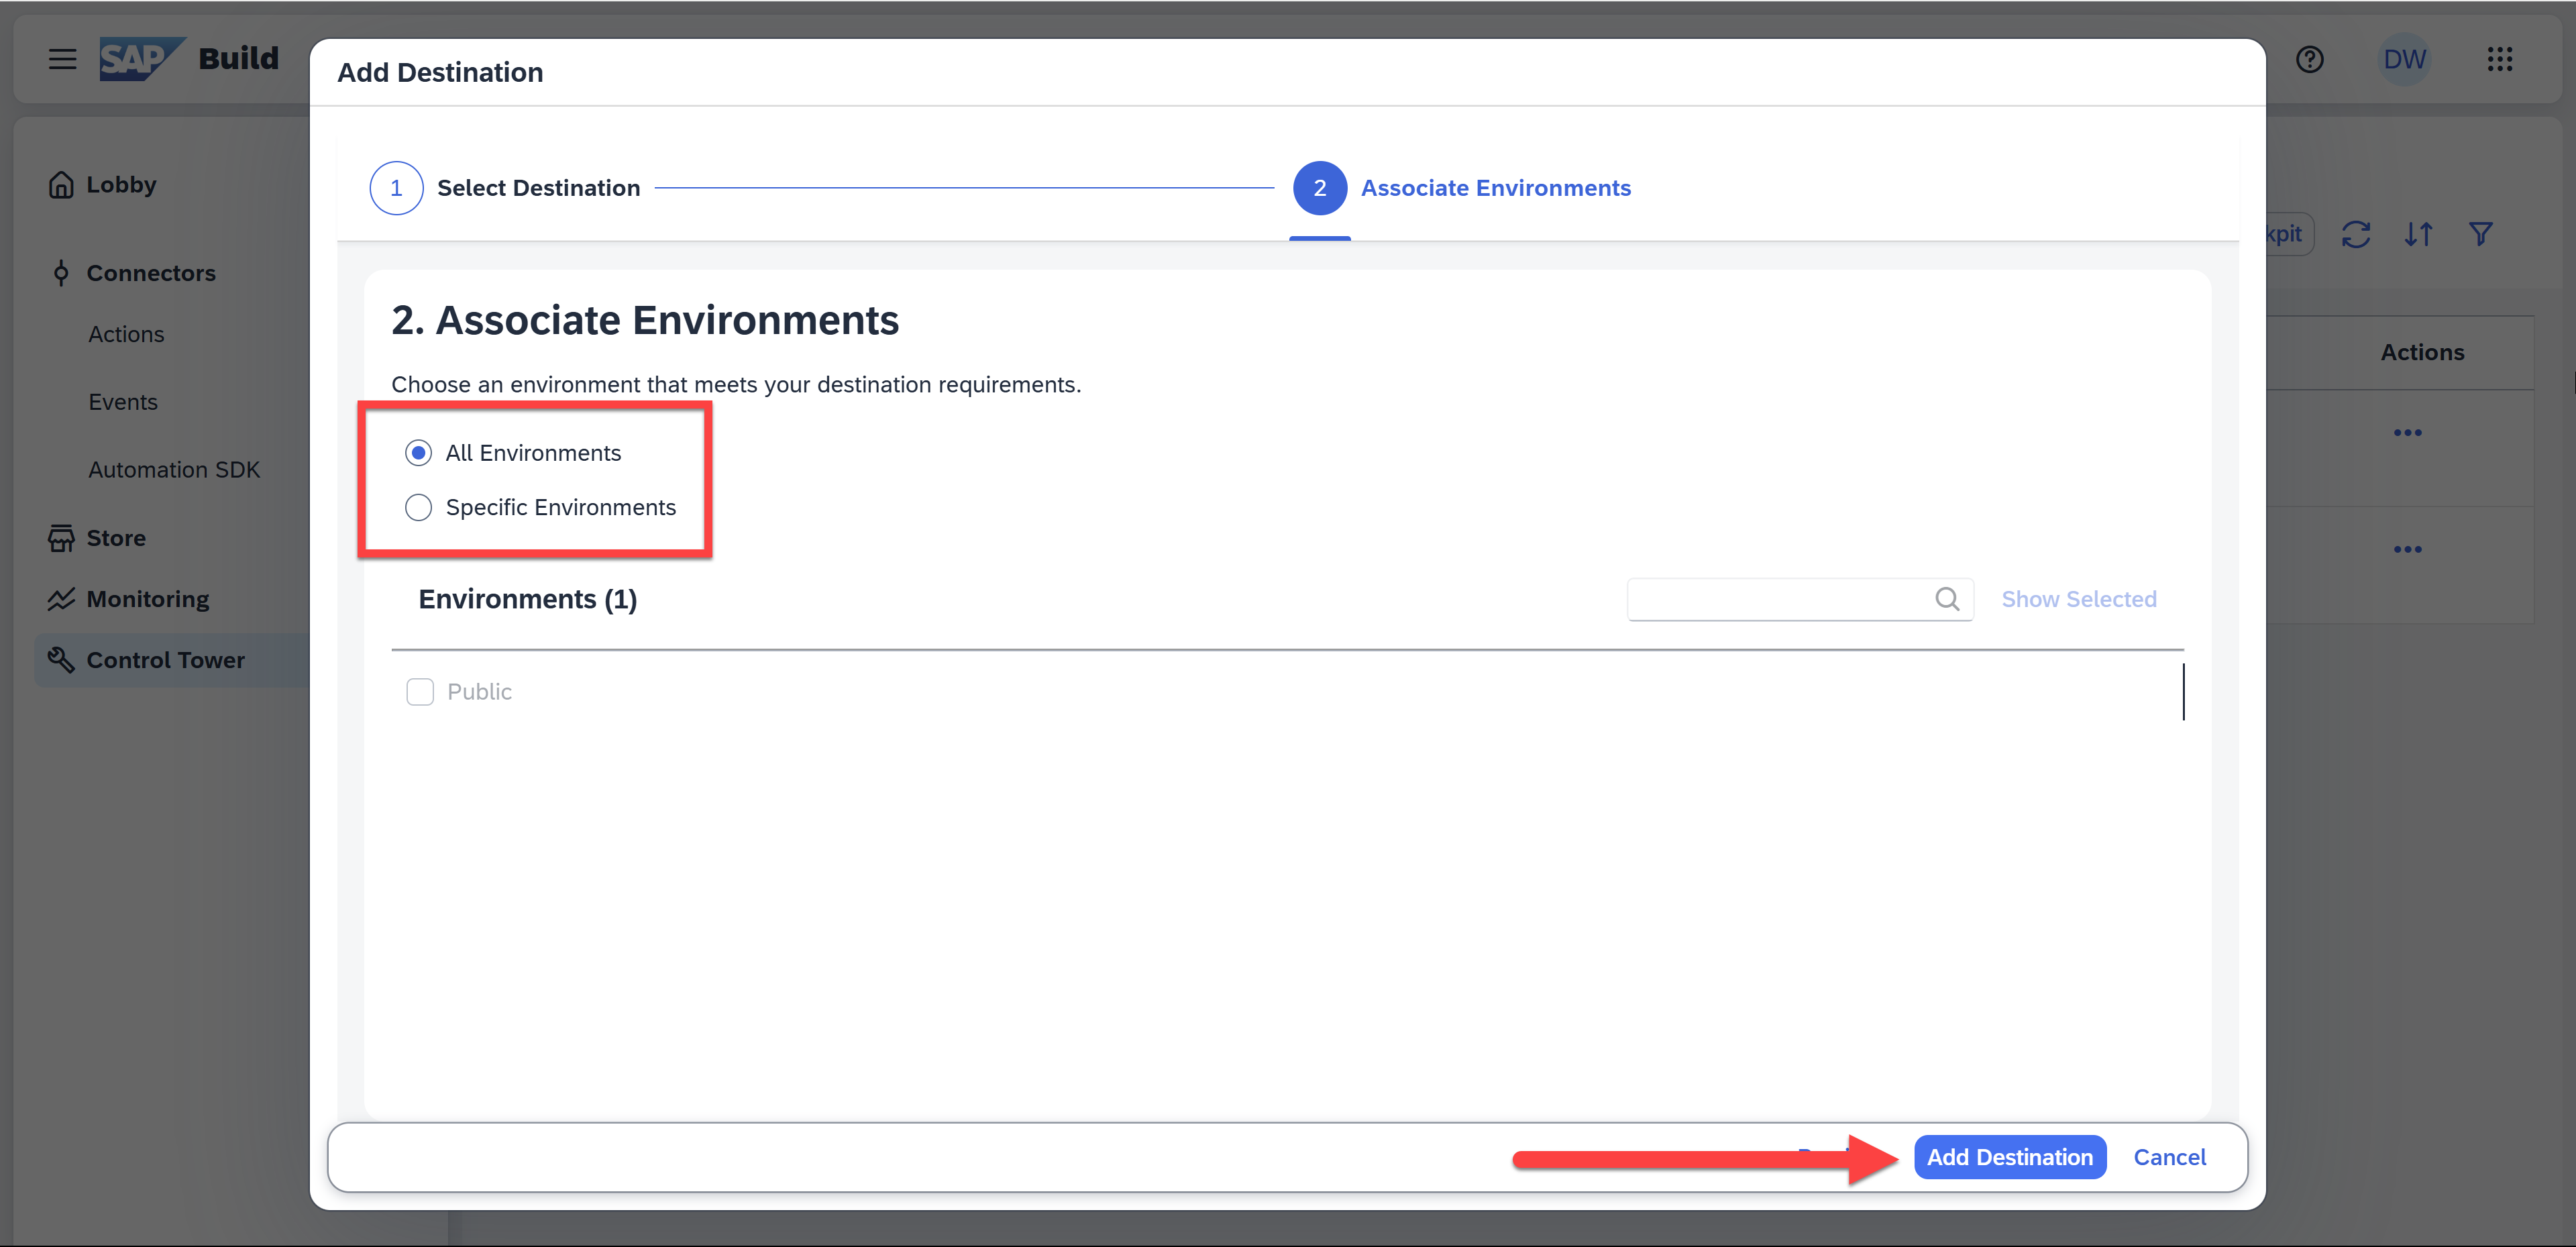 SAP Build
Add Destination
DW
1 Select Destination
2 Associate Environments
Lobby
Connectors
Actions
Events
Automation SDK
Store
Monitoring
Control Tower
2. Associate Environments
Choose an environment that meets your destination requirements.
All Environments
Specific Environments
Environments (1)
Show Selected
Public
Add Destination
Cancel
kpit
Actions